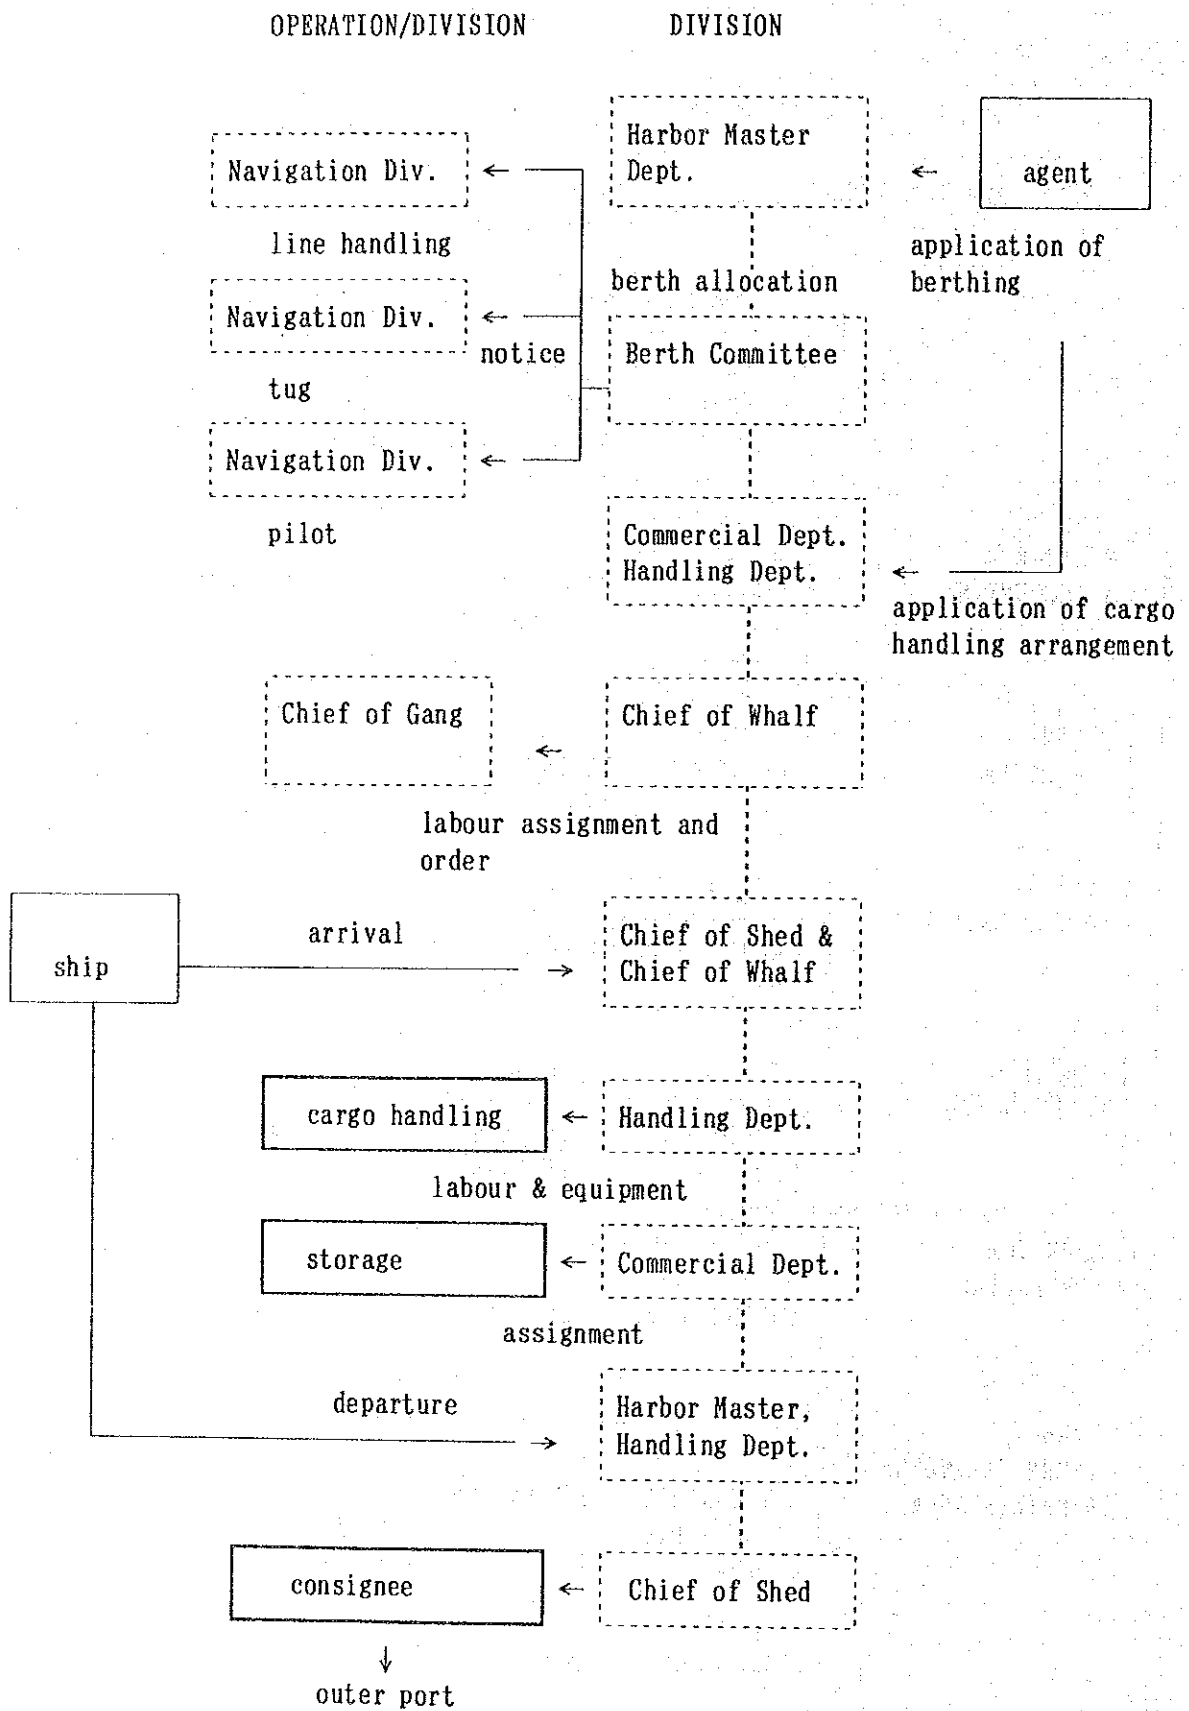 OPERATION/DIVISION
DIVISION
Harbor Master
Dept.
agent
Navigation Div.
line handling
application of
berthing
berth allocation
Navigation Div.
notice
Berth Committee
tug
Navigation Div.
pilot
Commercial Dept.
Handling Dept.
application of cargo
handling arrangement
Chief of Gang
Chief of Whalf
labour assignment and
order
ship
arrival
Chief of Shed &
Chief of Whalf
cargo handling
Handling Dept.
labour & equipment
storage
Commercial Dept.
assignment
departure
Harbor Master,
Handling Dept.
consignee
Chief of Shed
outer port